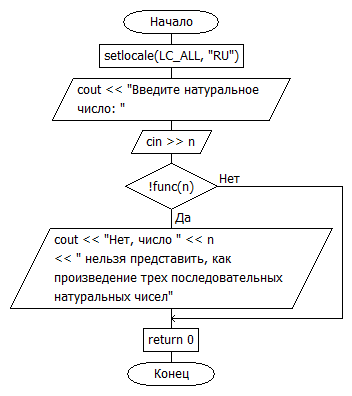 Начало
setlocale(LC_ALL, "RU")
cout << "Введите натуральное
число: "
cin >> n
!func(n)
Нет
Да
cout << "Нет, число " << n
<< " нельзя представить, как
произведение трех последовательных
натуральных чисел"
return 0
Конец